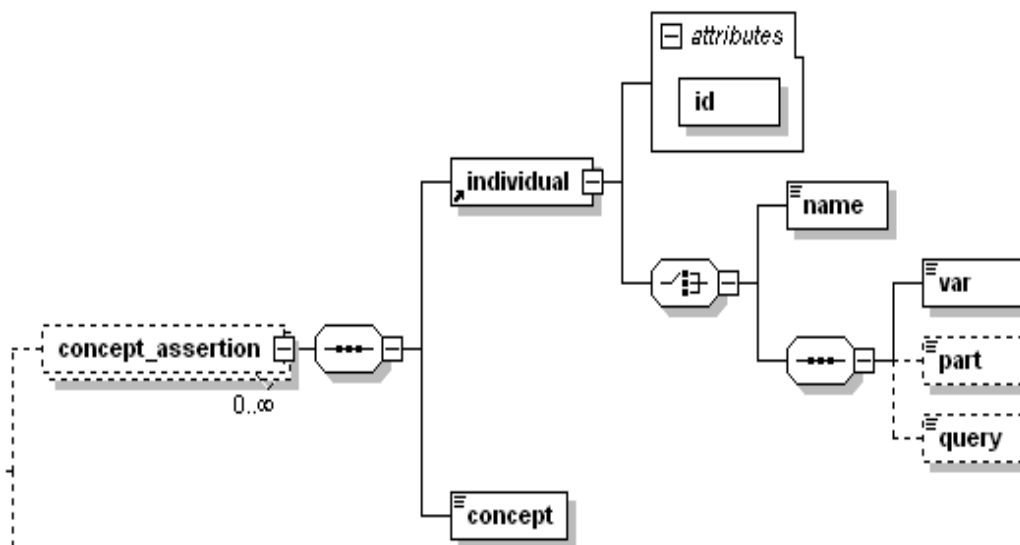 attributes
id
individual
name
var
concept_assertion
part
0..∞
query
concept